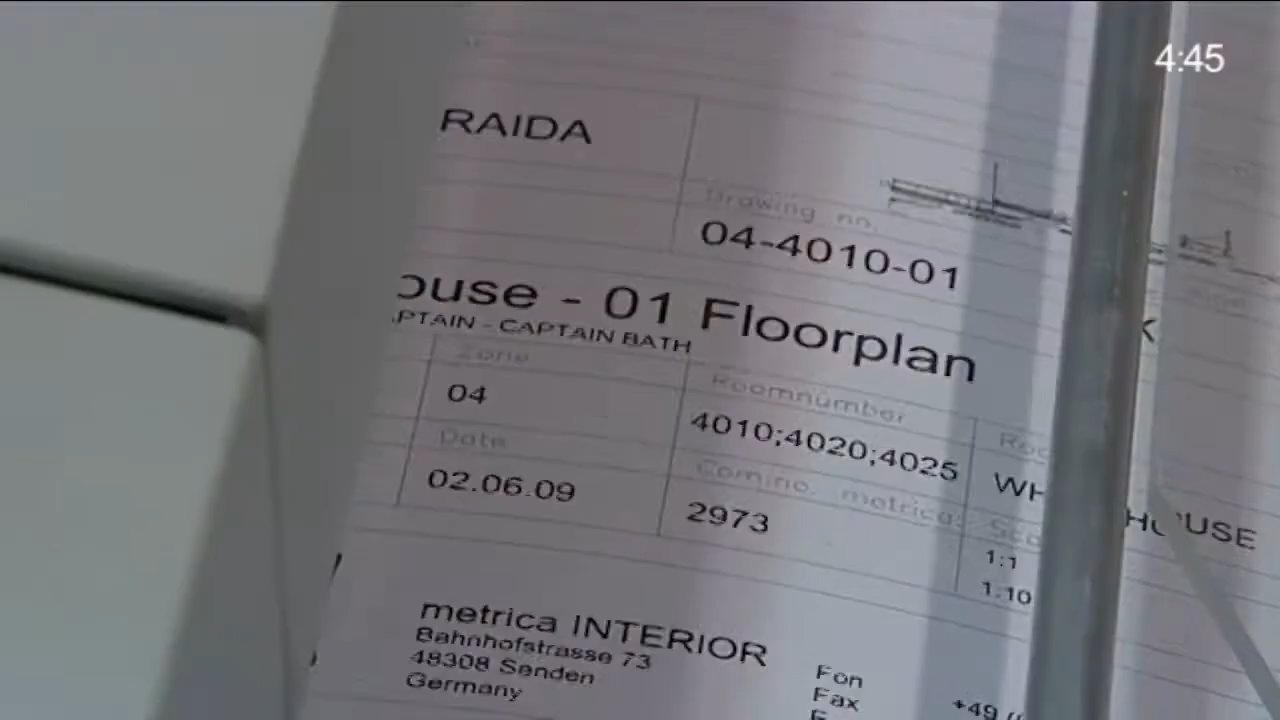 4:45
RAIDA
Drawing no.
04-4010-01
ouse - 01 Floorplan
PTAIN - CAPTAIN BATH
Zone
Roomnumber
04
4010;4020;4025
WH
HOUSE
Date
02.06.09
2973
1:1
1:10
metrica INTERIOR
Bahnhofstrasse 73
48308 Senden
Germany
Fon
+49
Fax